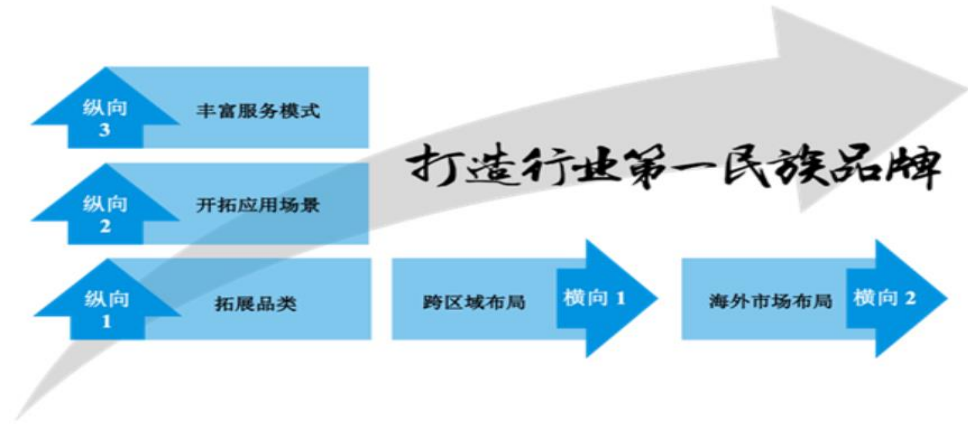 纵向
3
丰富服务模式
打造行业第一民族品牌
纵向
2
开拓应用场景
纵向
1
拓展品类
跨区域布局
横向 1
海外市场布局
横向 2